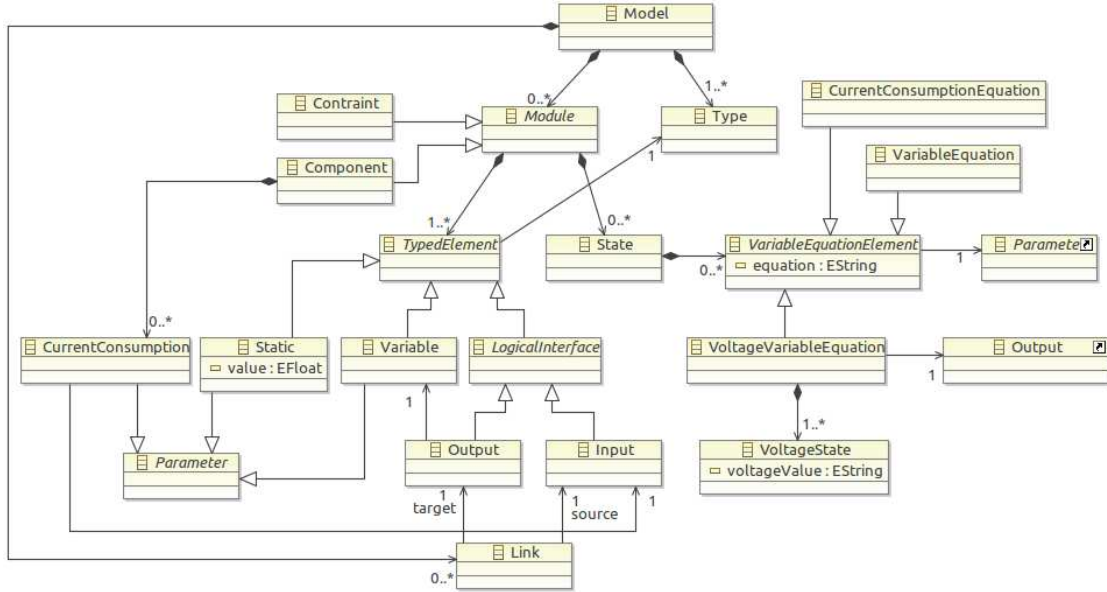 Model
0..*
1..*
Contraint
Module
Type
CurrentConsumptionEquation
1
VariableEquation
Component
1..*
0..*
TypedElement
State
0..*
VariableEquationElement
equation : EString
1
Paramete
0..*
CurrentConsumption
Static
value : EFloat
Variable
LogicalInterface
VoltageVariableEquation
1
Output
1
1..*
Parameter
Output
Input
VoltageState
voltageValue : EString
1
target
1
source
1
Link
0..*